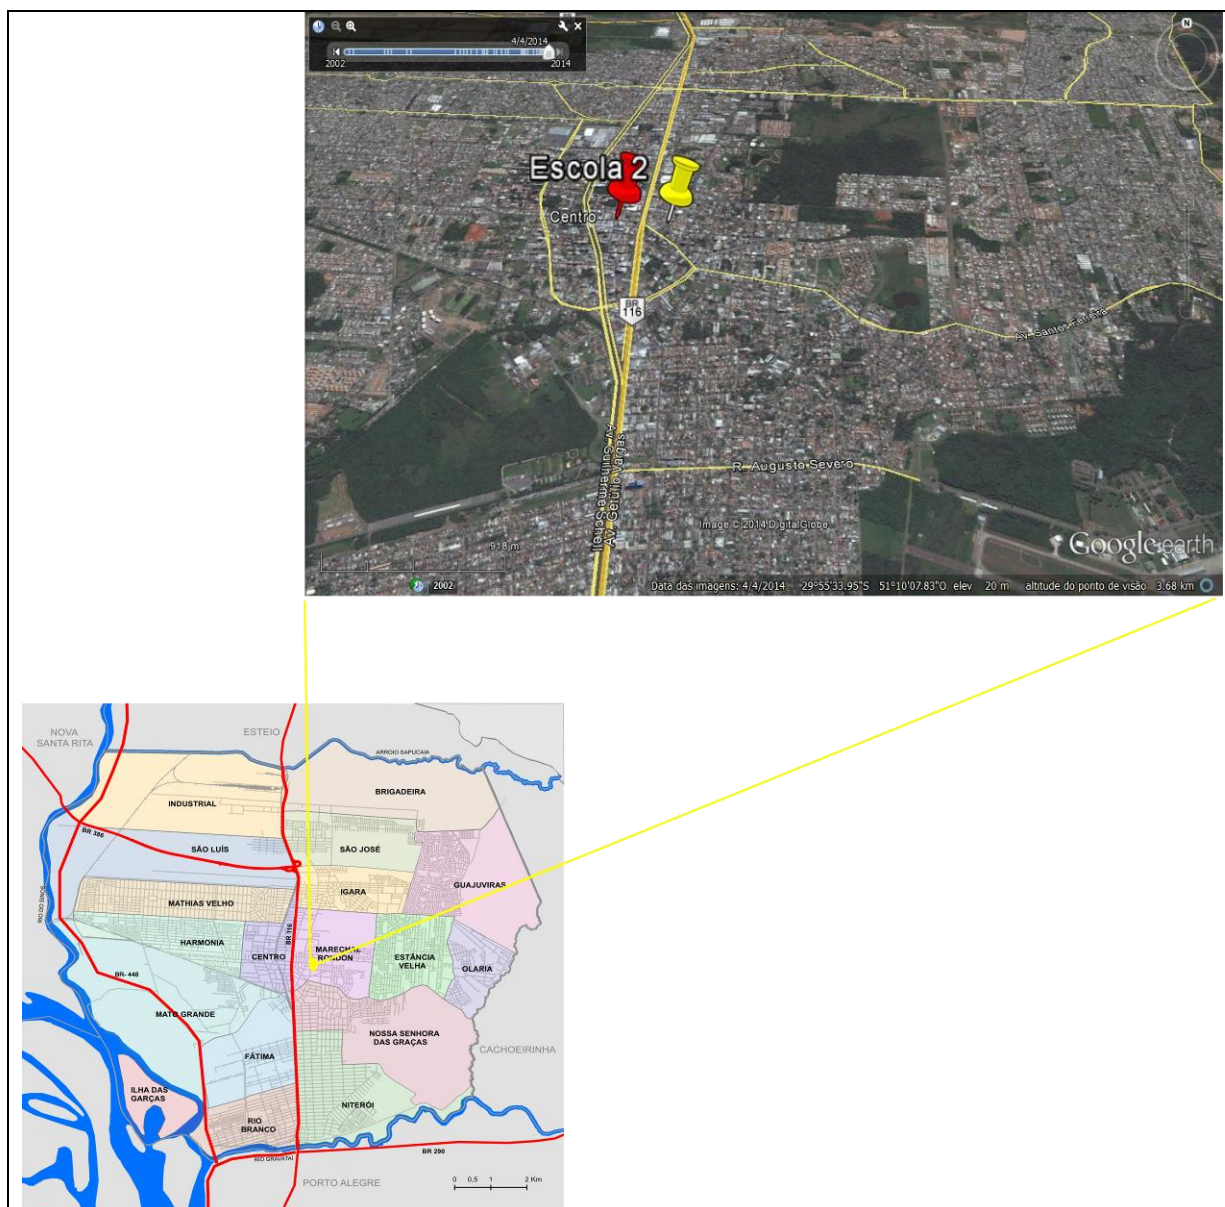 4/4/2014
2002
2014
N
Escola 2
Centro
BR
116
Av. Santos Ferreira
Av. Guilherme Schell
Av. Getúlio Vargas
R. Augusto Severo
Image © 2014 DigitalGlobe
918 m
Google earth
2002
Data das imagens: 4/4/2014 29°55'33.95"S 51°10'07.83"O elev 20 m altitude do ponto de visão 3.68 km
NOVA
SANTA RITA
ESTEIO
ARROIO SAPUCAIA
BRIGADEIRA
INDUSTRIAL
BR 386
SÃO LUÍS
SÃO JOSÉ
GUAJUVIRAS
IGARA
MATHIAS VELHO
RIO DO SINOS
HARMONIA
CENTRO
BR 116
MARECHAL
RONDON
ESTÂNCIA
VELHA
OLARIA
BR- 448
MATO GRANDE
NOSSA SENHORA
DAS GRAÇAS
CACHOEIRINHA
FÁTIMA
ILHA DAS
GARÇAS
NITERÓI
RIO
BRANCO
BR 290
RIO GRAVATAÍ
PORTO ALEGRE
0 0,5 1 2 Km